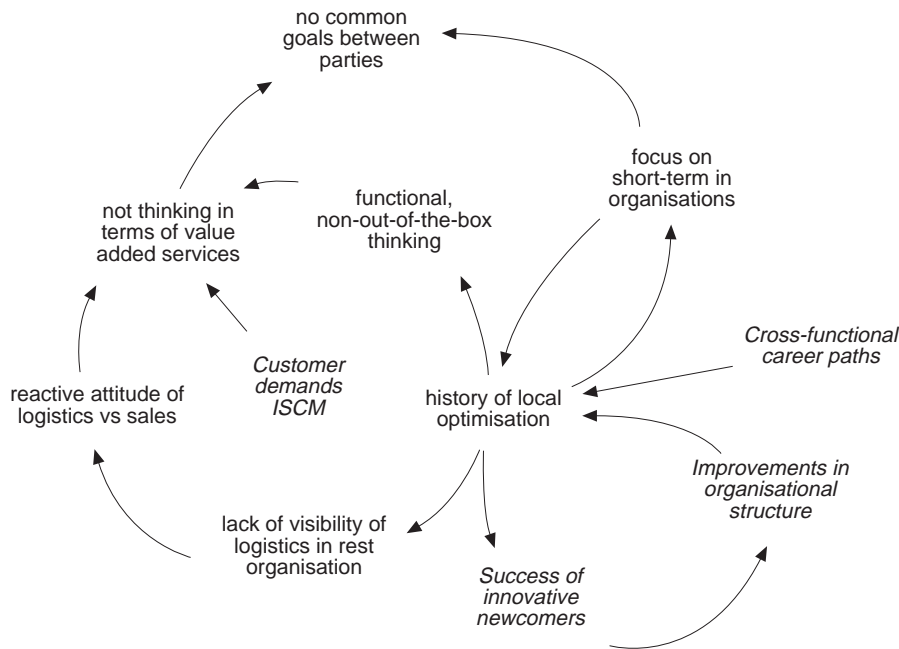 no common
goals between
parties
focus on
short-term in
organisations
functional,
non-out-of-the-box
thinking
not thinking in
terms of value
added services
Cross-functional
career paths
Customer
demands
ISCM
reactive attitude of
logistics vs sales
history of local
optimisation
Improvements in
organisational
structure
lack of visibility of
logistics in rest
organisation
Success of
innovative
newcomers